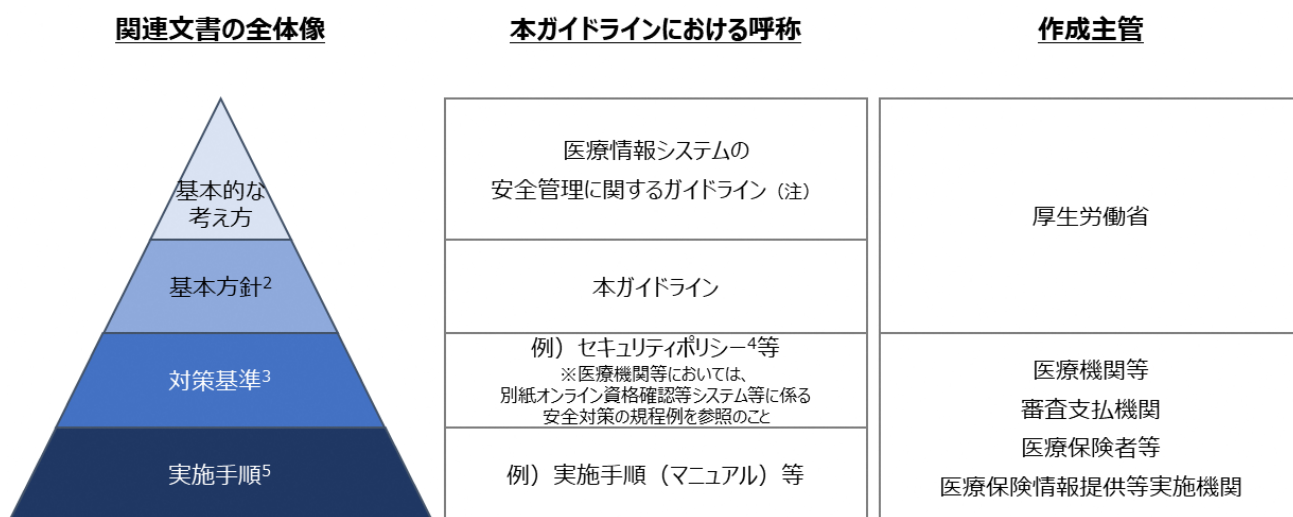 関連文書の全体像
本ガイドラインにおける呼称
作成主管
基本的な
考え方
医療情報システムの
安全管理に関するガイドライン（注）
厚生労働省
基本方針2
本ガイドライン
対策基準3
例）セキュリティポリシー4等
※医療機関等においては、
別紙オンライン資格確認等システム等に係る
安全対策の規程例を参照のこと
実施手順5
例）実施手順（マニュアル）等
医療機関等
審査支払機関
医療保険者等
医療保険情報提供等実施機関